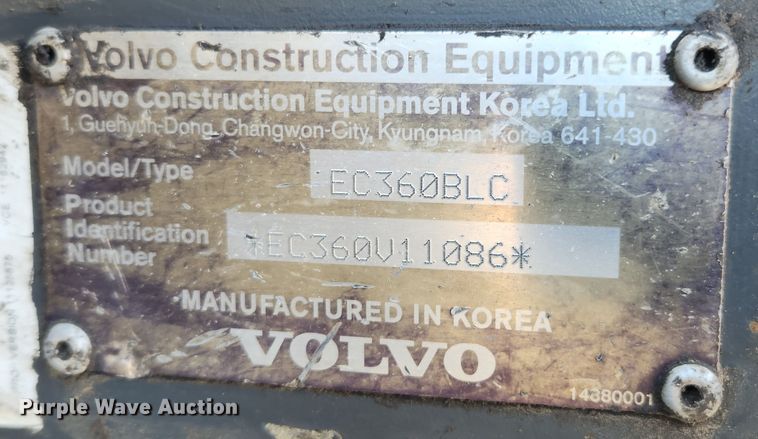 Volvo Construction Equipment
Volvo Construction Equipment Korea Ltd.
1, Guehyun-Dong, Changwon-City, Kyungnam, Korea 641-430
Model/Type EC360BLC
Product
Identification
Number *EC360V11086*
MANUFACTURED IN KOREA
VOLVO
14380001
Purple Wave Auction